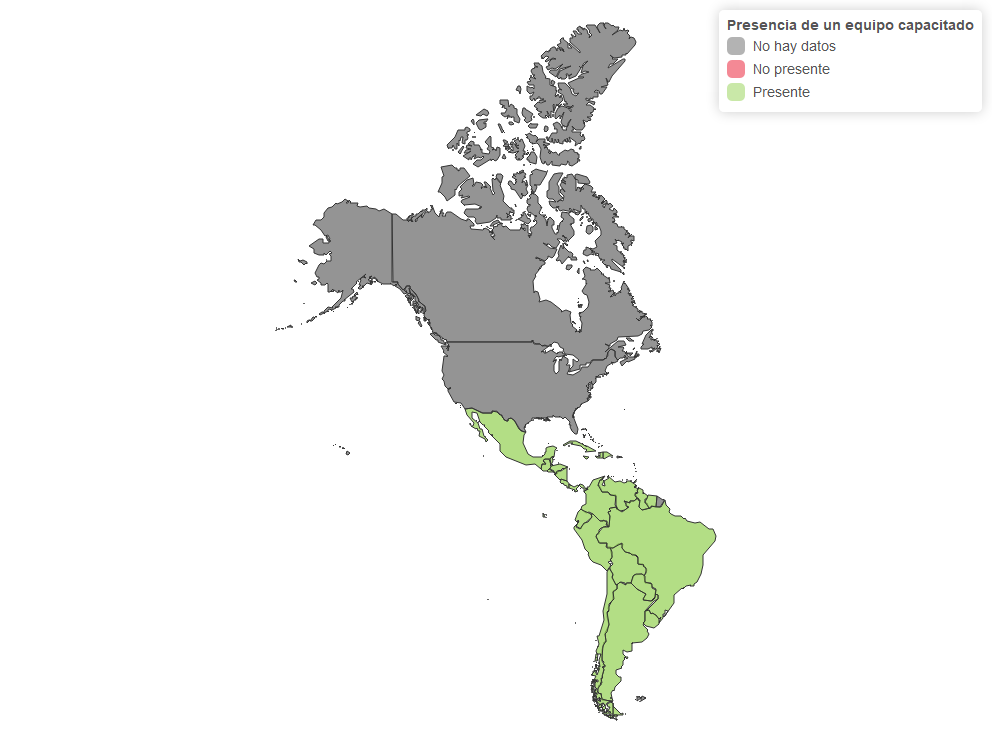 Presencia de un equipo capacitado
No hay datos
No presente
Presente